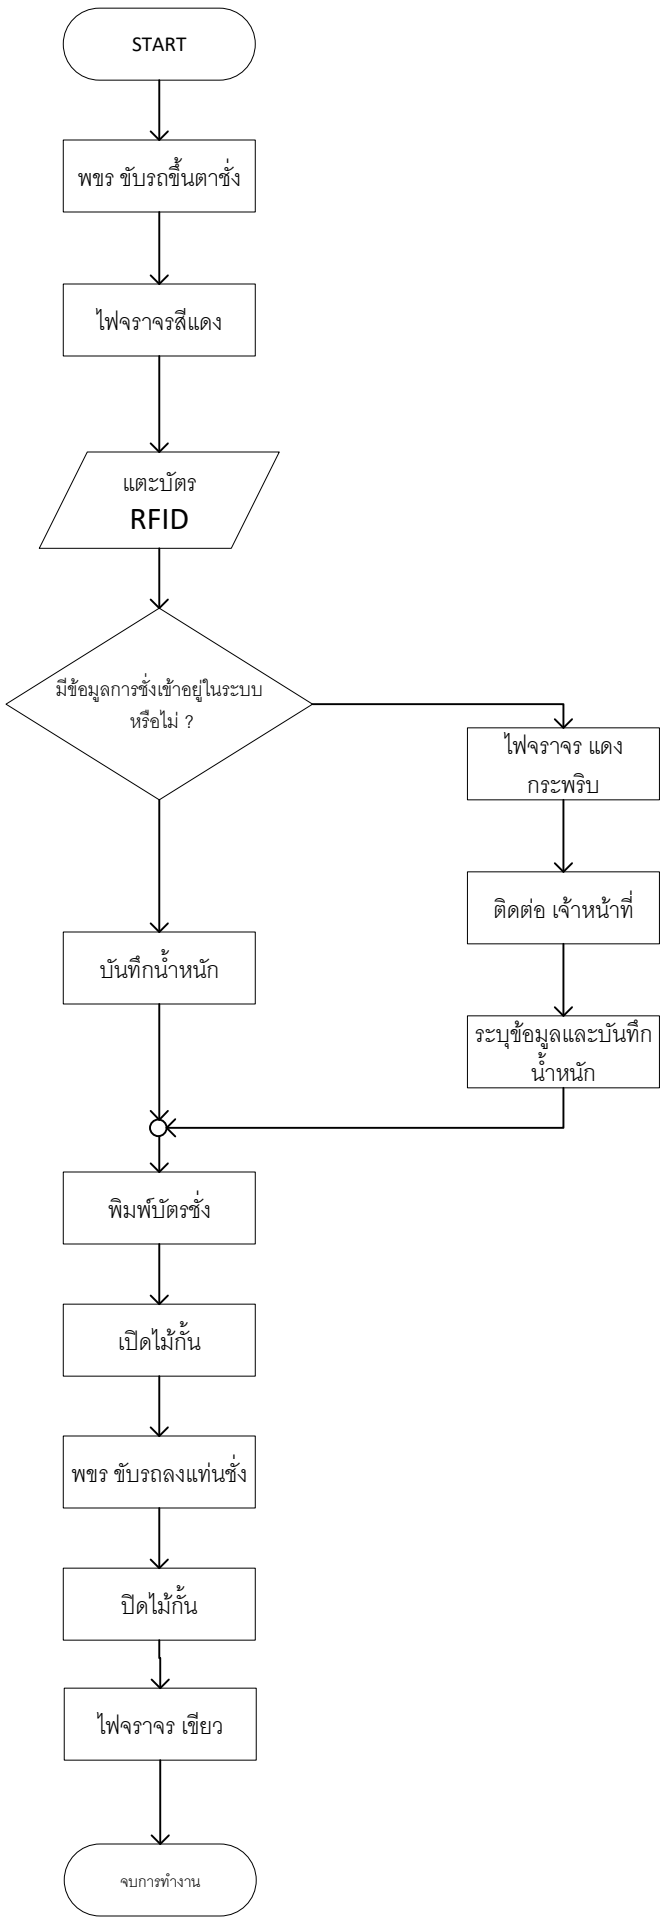 START
พขร ขับรถขึ้นตาชั่ง
ไฟจราจรสีแดง
แตะบัตร
RFID
มีข้อมูลการชั่งเข้าอยู่ในระบบ
หรือไม่ ?
ไฟจราจร แดง
กระพริบ
ติดต่อ เจ้าหน้าที่
บันทึกน้ำหนัก
ระบุข้อมูลและบันทึก
น้ำหนัก
พิมพ์บัตรชั่ง
เปิดไม้กั้น
พขร ขับรถลงแท่นชั่ง
ปิดไม้กั้น
ไฟจราจร เขียว
จบการทำงาน